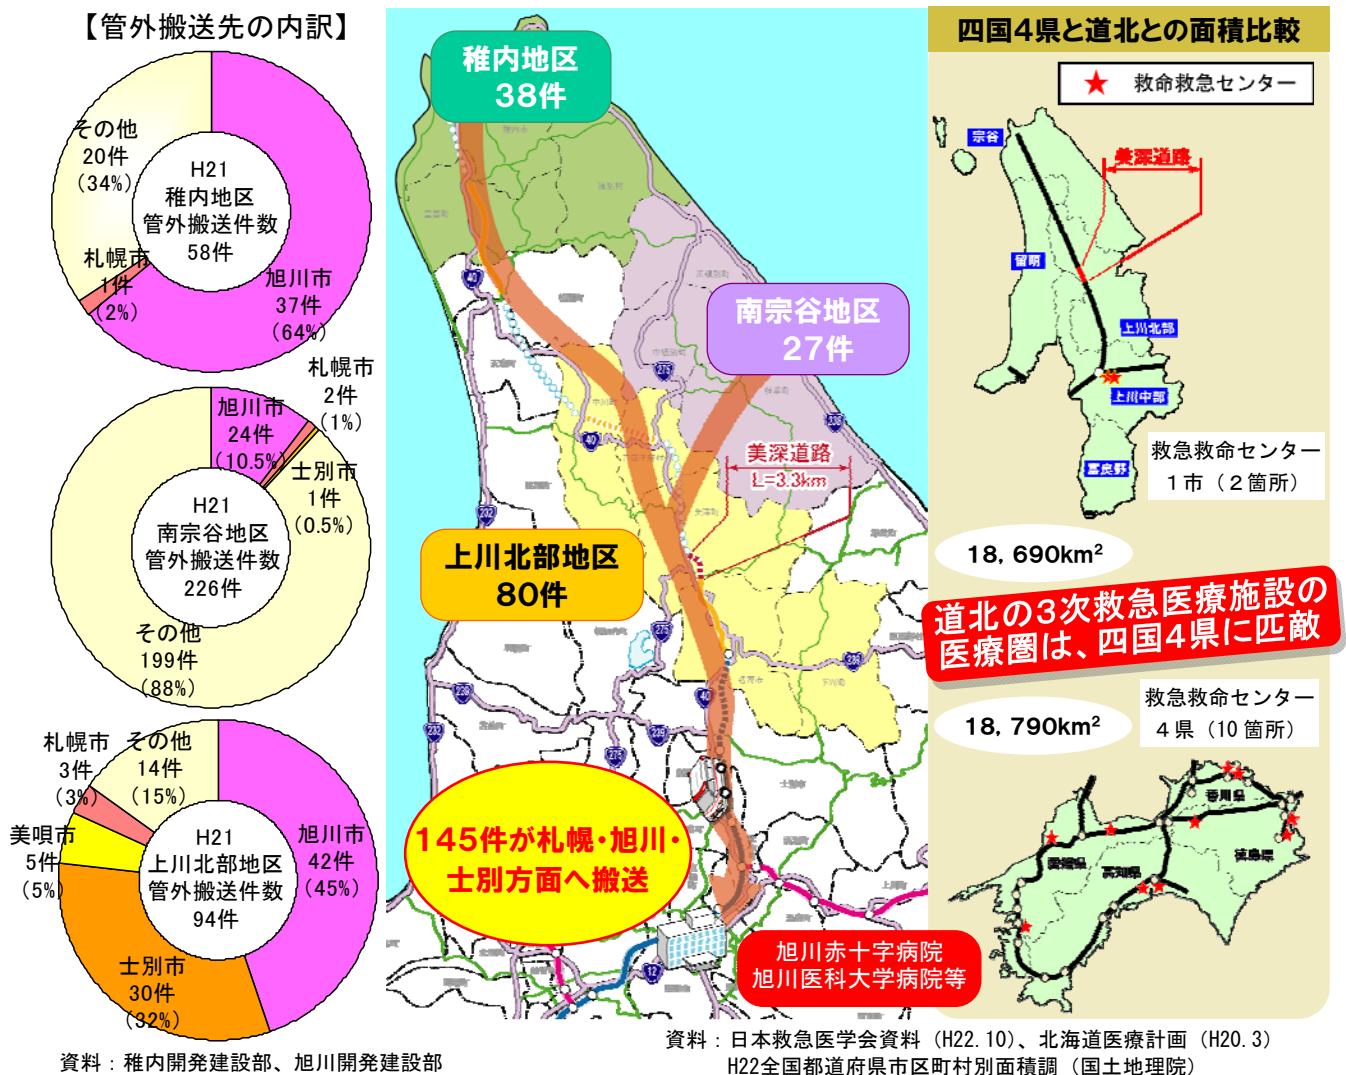 【管外搬送先の内訳】
その他
20件
(34%)
札幌市
1件
(2%)
H21
稚内地区
管外搬送件数
58件
旭川市
37件
(64%)
旭川市
24件
(10.5%)
札幌市
2件
(1%)
士別市
1件
(0.5%)
H21
南宗谷地区
管外搬送件数
226件
その他
199件
(88%)
札幌市
3件
(3%)
その他
14件
(15%)
美唄市
5件
(5%)
H21
上川北部地区
管外搬送件数
94件
旭川市
42件
(45%)
士別市
30件
(32%)
資料：稚内開発建設部、旭川開発建設部
稚内地区
38件
南宗谷地区
27件
美深道路
L=3.3km
上川北部地区
80件
40
275
238
40
232
275
239
40
239
232
275
12
145件が札幌・旭川・
士別方面へ搬送
旭川赤十字病院
旭川医科大学病院等
四国４県と道北との面積比較
★ 救命救急センター
宗谷
美深道路
留萌
上川北部
上川中部
富良野
救急救命センター
１市（２箇所）
18,690km²
道北の３次救急医療施設の
医療圏は、四国４県に匹敵
18,790km²
救急救命センター
４県（10箇所）
香川県
愛媛県
高知県
徳島県
資料：日本救急医学会資料（H22.10）、北海道医療計画（H20.3）
H22全国都道府県市区町村別面積調（国土地理院）